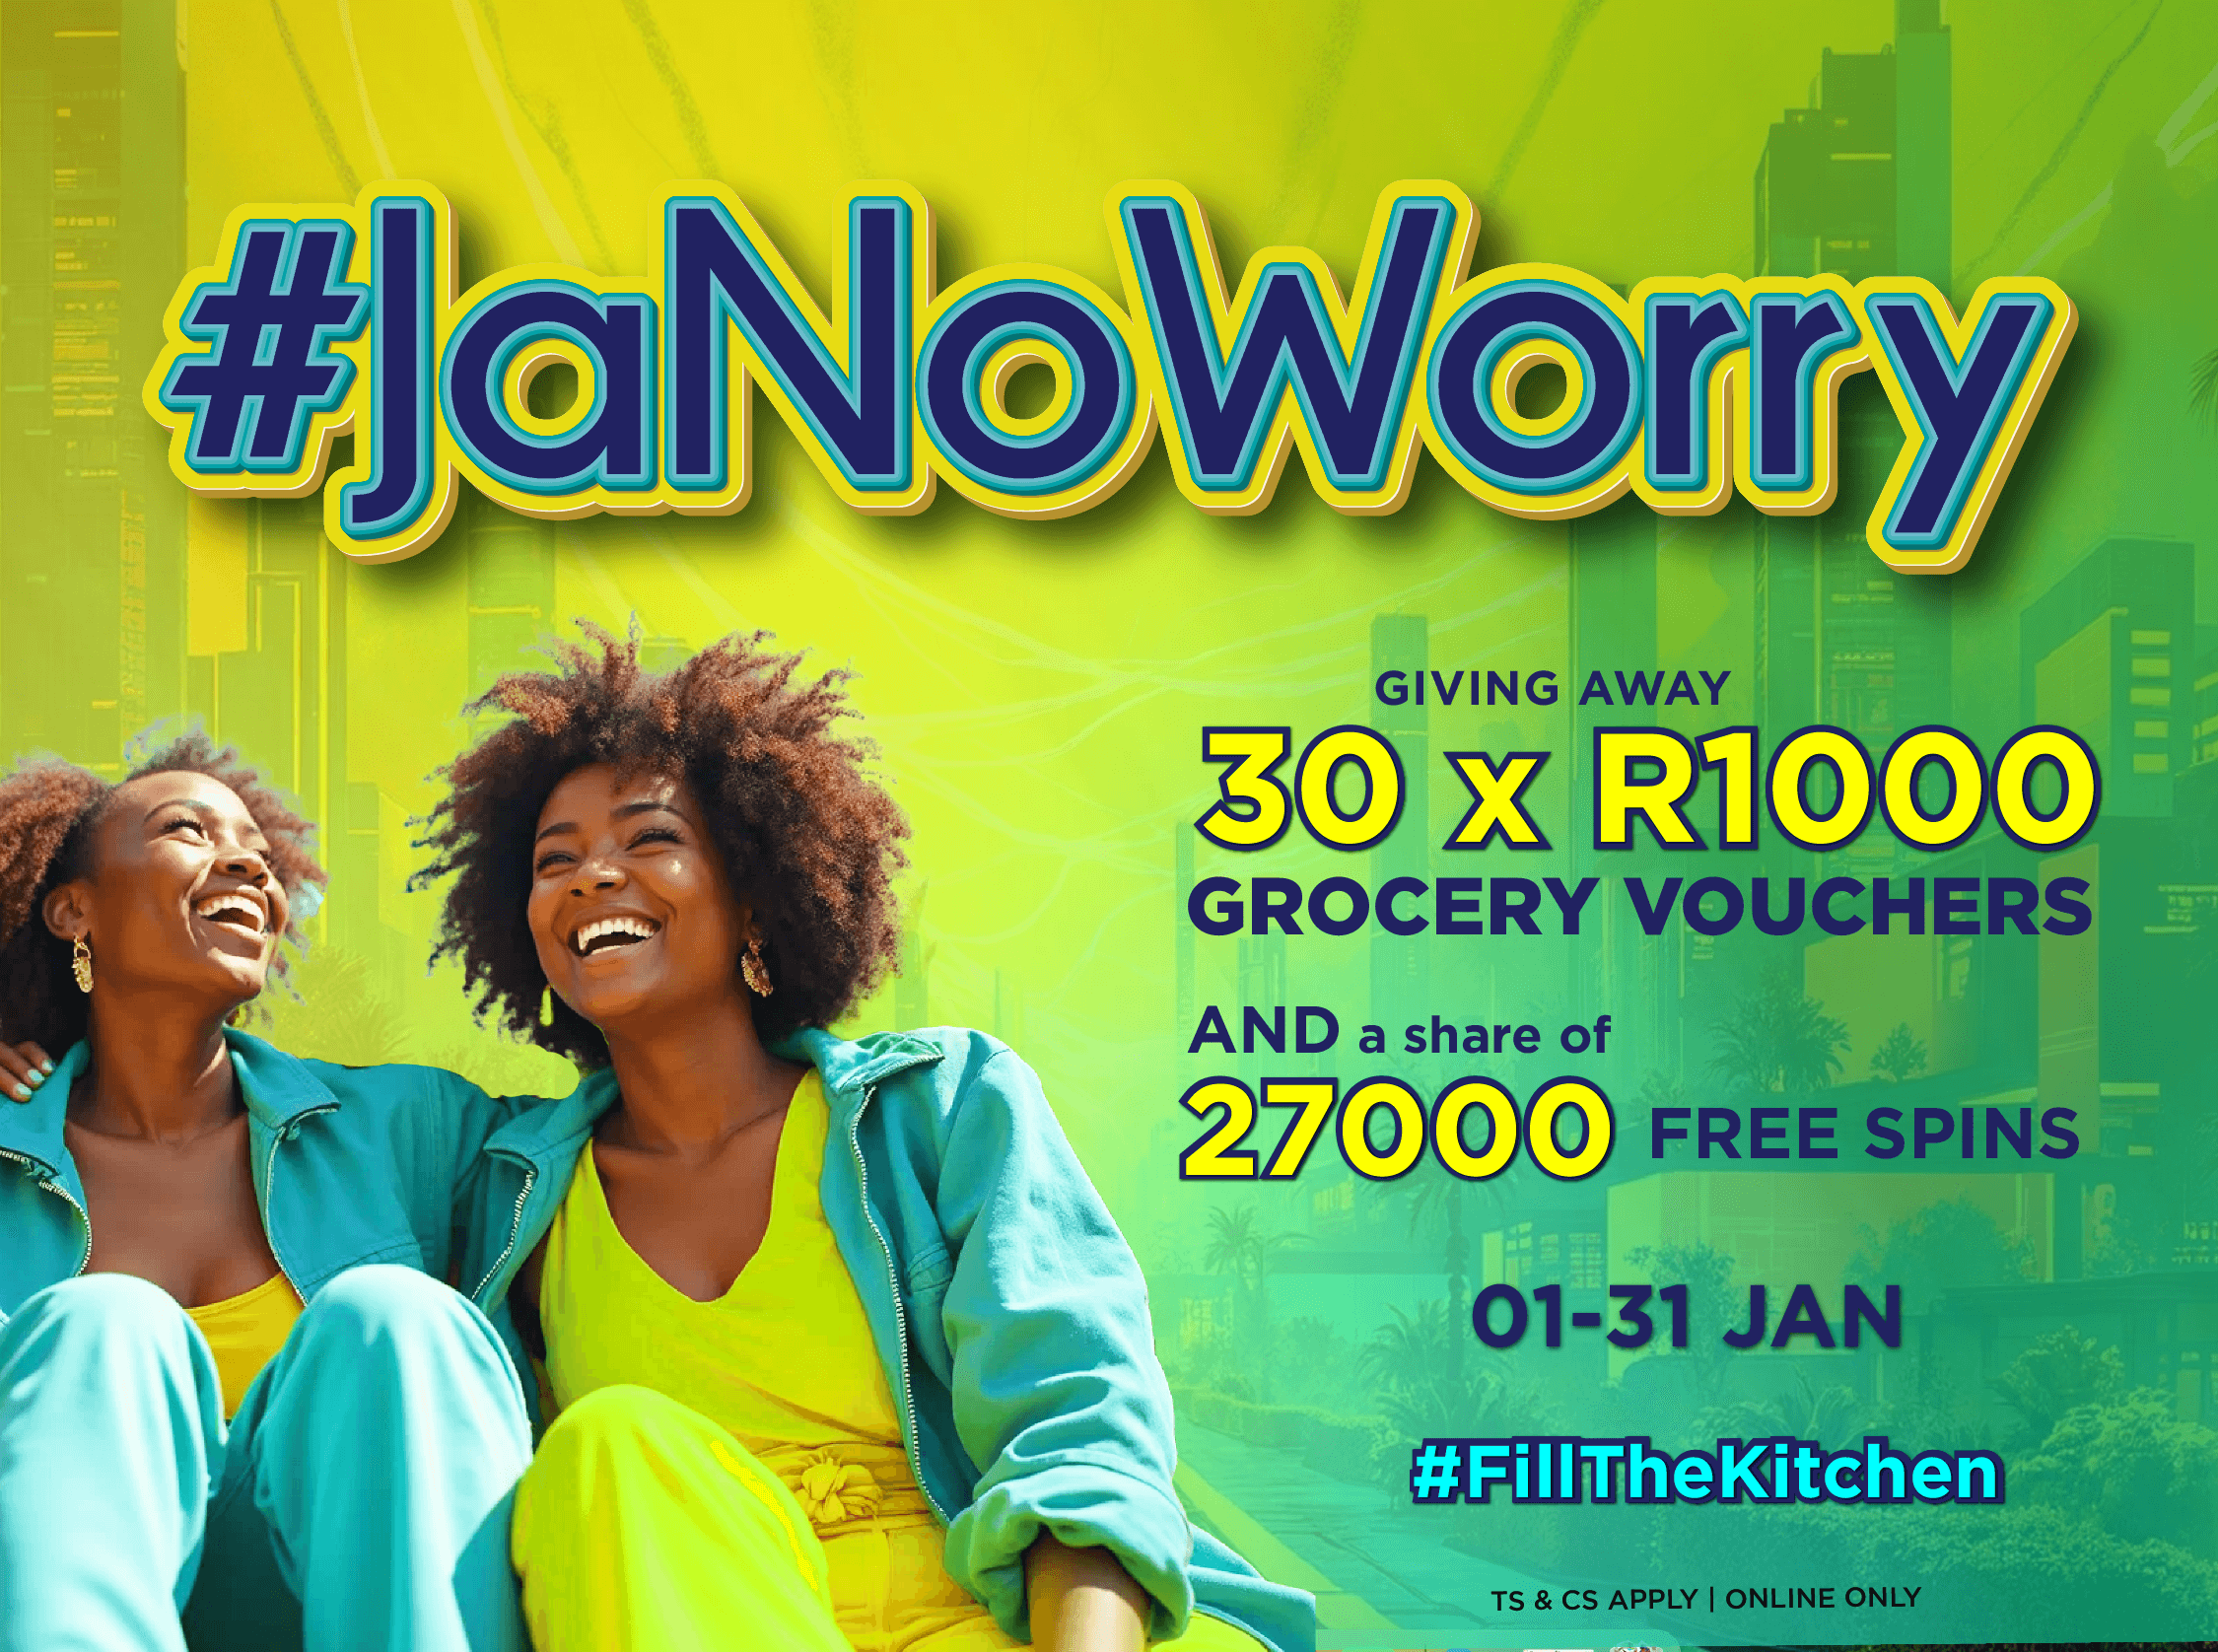 #JaNoWorry
GIVING AWAY
30 x R1000
GROCERY VOUCHERS
AND a share of
27000 FREE SPINS
01-31 JAN
#FillTheKitchen
TS & CS APPLY | ONLINE ONLY